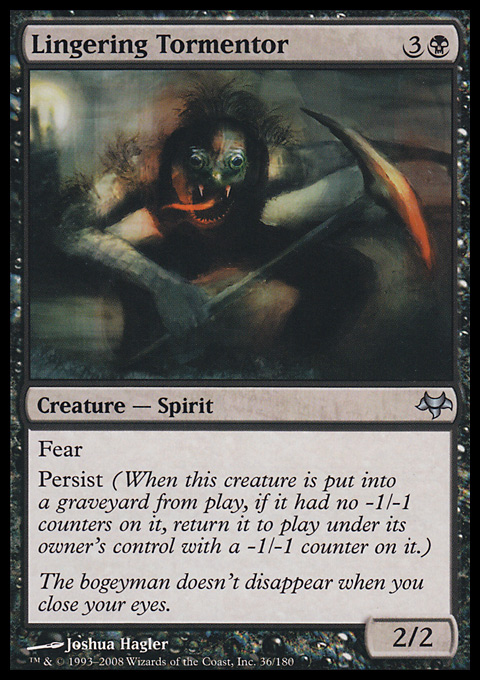 Lingering Tormentor 3
Creature — Spirit
Fear
Persist (When this creature is put into
a graveyard from play, if it had no -1/-1
counters on it, return it to play under its
owner's control with a -1/-1 counter on it.)
The bogeyman doesn't disappear when you
close your eyes.
Joshua Hagler
2/2
™ & © 1993–2008 Wizards of the Coast, Inc. 36/180